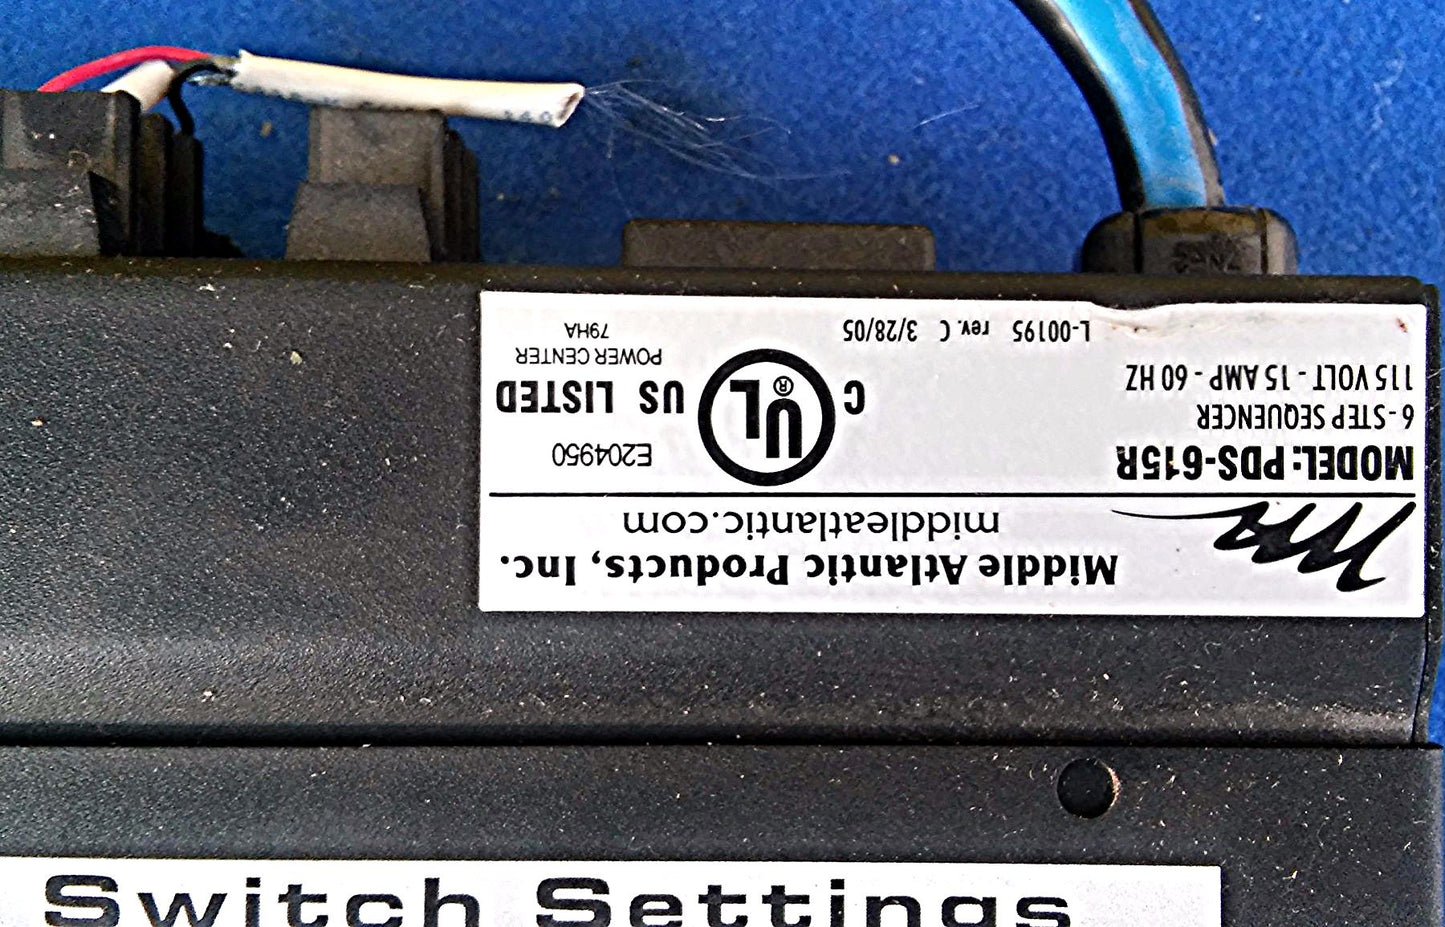 Middle Atlantic Products, Inc.
middleatlantic.com
MODEL: PDS-615R
6-STEP SEQUENCER
115 VOLT - 15 AMP - 60 HZ
L-00195 rev. C 3/28/05
C UL ® US LISTED
E204950
POWER CENTER
79HA
Switch Settings